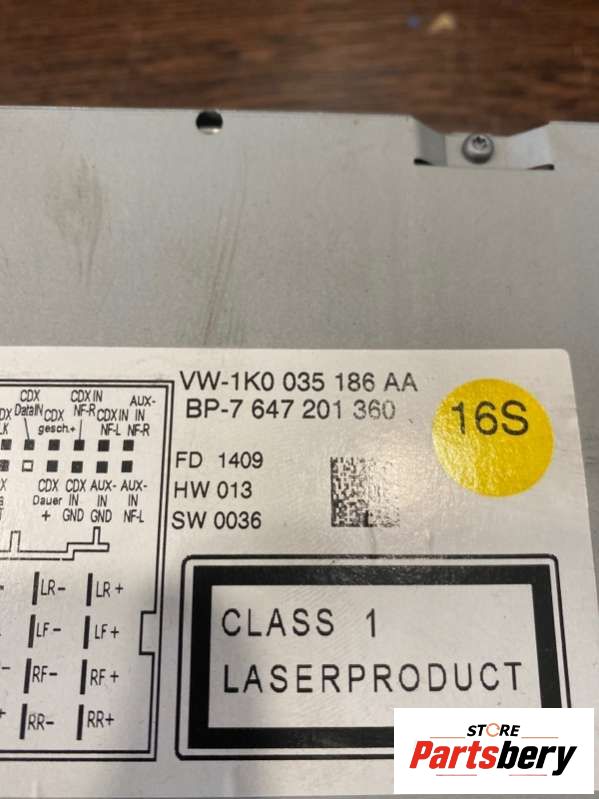 VW-1K0 035 186 AA
BP-7 647 201 360
16S
FD 1409
HW 013
SW 0036
CDX
DataIN
CDX
gesch.+
CDX IN
NF-R
CDX IN
NF-L
AUX-
IN
NF-R
CDX
Dauer
+
CDX
IN
GND
AUX-
IN
GND
AUX-
IN
NF-L
LR- LR+
LF- LF+
RF- RF+
RR- RR+
CLASS 1
LASERPRODUCT
STORE
Partsbery